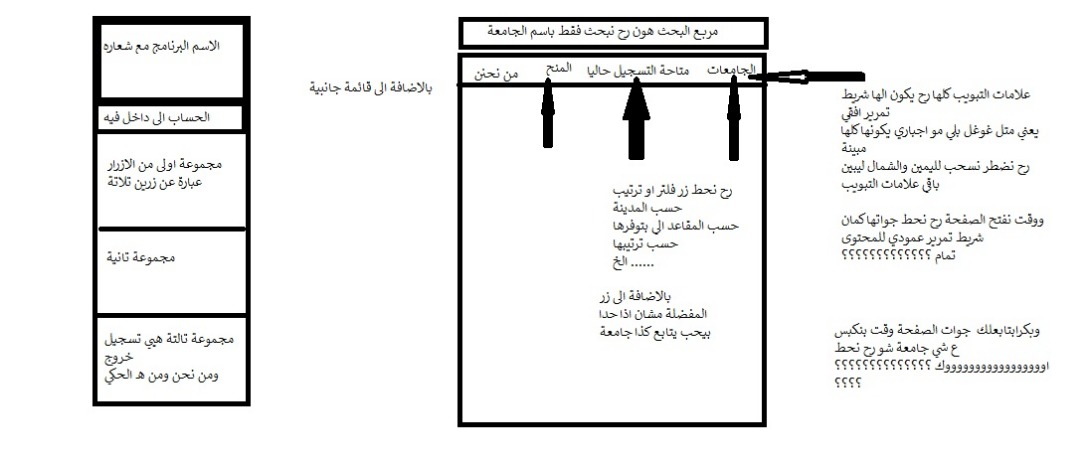 مربع البحث هون رح نبحث فقط باسم الجامعة
الجامعات
متاحة التسجيل حاليا
المنح
من نحنن
علامات التبويب كلها رح يكون الها شريط
تمرير افقي
يعني متل غوغل بلي مو اجباري يكونها كلها
مبينة
رح نضطر نسحب لليمين والشمال ليبين
باقي علامات التبويب
ووقت نفتح الصفحة رح نحط جواتها كمان
شريط تمرير عمودي للمحتوى
تمام ؟؟؟؟؟؟؟؟؟؟؟؟؟
وبكرا بتابعلك جوات الصفحة وقت بنكبس
ع شي جامعة شو رح نحط
اوووووووووووووووووك ؟؟؟؟؟؟؟؟؟؟؟؟؟؟
؟؟؟؟
رح نحط زر فلتر او ترتيب
حسب المدينة
حسب المقاعد الي بتوفرها
حسب ترتيبها
...... الخ
بالاضافة الى زر
المفضلة مشان اذا حدا
بيحب يتابع كذا جامعة
بالاضافة الى قائمة جانبية
الاسم البرنامج مع شعاره
الحساب الى داخل فيه
مجموعة اولى من الازرار
عبارة عن زرين تلاتة
مجموعة تانية
مجموعة تالتة هيي تسجيل
خروج
ومن نحن ومن هـ الحكي